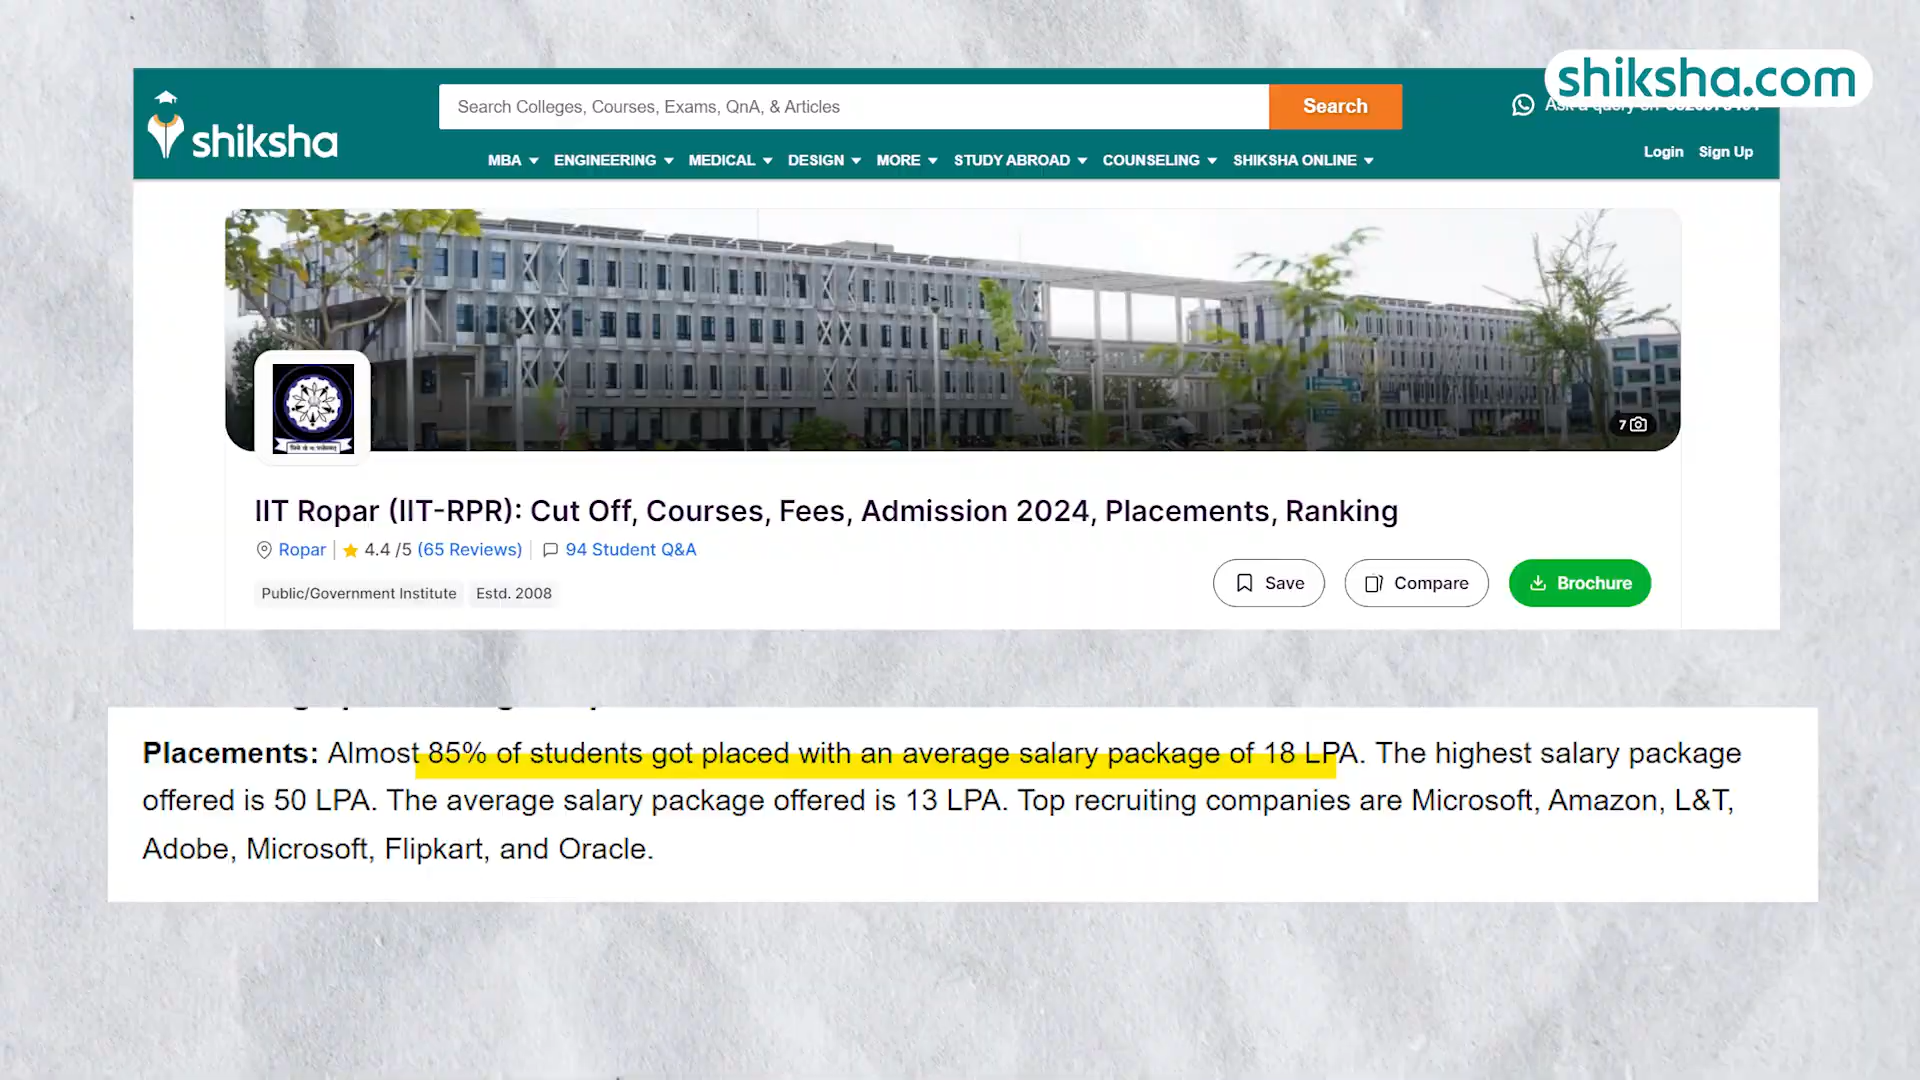 shiksha.com
shiksha
Search Colleges, Courses, Exams, QnA, & Articles
Search
MBA ENGINEERING MEDICAL DESIGN MORE STUDY ABROAD COUNSELING SHIKSHA ONLINE
Login Sign Up
7
IIT Ropar (IIT-RPR): Cut Off, Courses, Fees, Admission 2024, Placements, Ranking
Ropar 4.4 /5 (65 Reviews) 94 Student Q&A
Save Compare Brochure
Public/Government Institute Estd. 2008
Placements: Almost 85% of students got placed with an average salary package of 18 LPA. The highest salary package
offered is 50 LPA. The average salary package offered is 13 LPA. Top recruiting companies are Microsoft, Amazon, L&T,
Adobe, Microsoft, Flipkart, and Oracle.